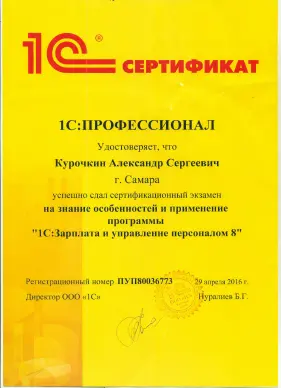 1С® СЕРТИФИКАТ
1С:ПРОФЕССИОНАЛ
Удостоверяет, что
Курочкин Александр Сергеевич
г. Самара
успешно сдал сертификационный экзамен
на знание особенностей и применение
программы
"1С:Зарплата и управление персоналом 8"
Регистрационный номер ПУП80036773 29 апреля 2016 г.
Директор ООО «1С» Нуралиев Б.Г.